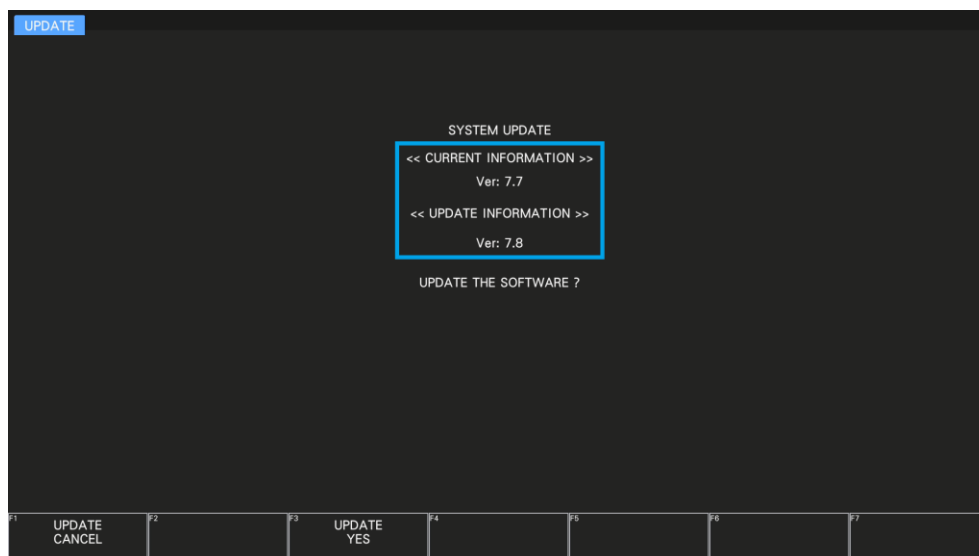 UPDATE
SYSTEM UPDATE
<< CURRENT INFORMATION >>
Ver: 7.7
<< UPDATE INFORMATION >>
Ver: 7.8
UPDATE THE SOFTWARE ?
F1 UPDATE CANCEL
F2
F3 UPDATE YES
F4
F5
F6
F7